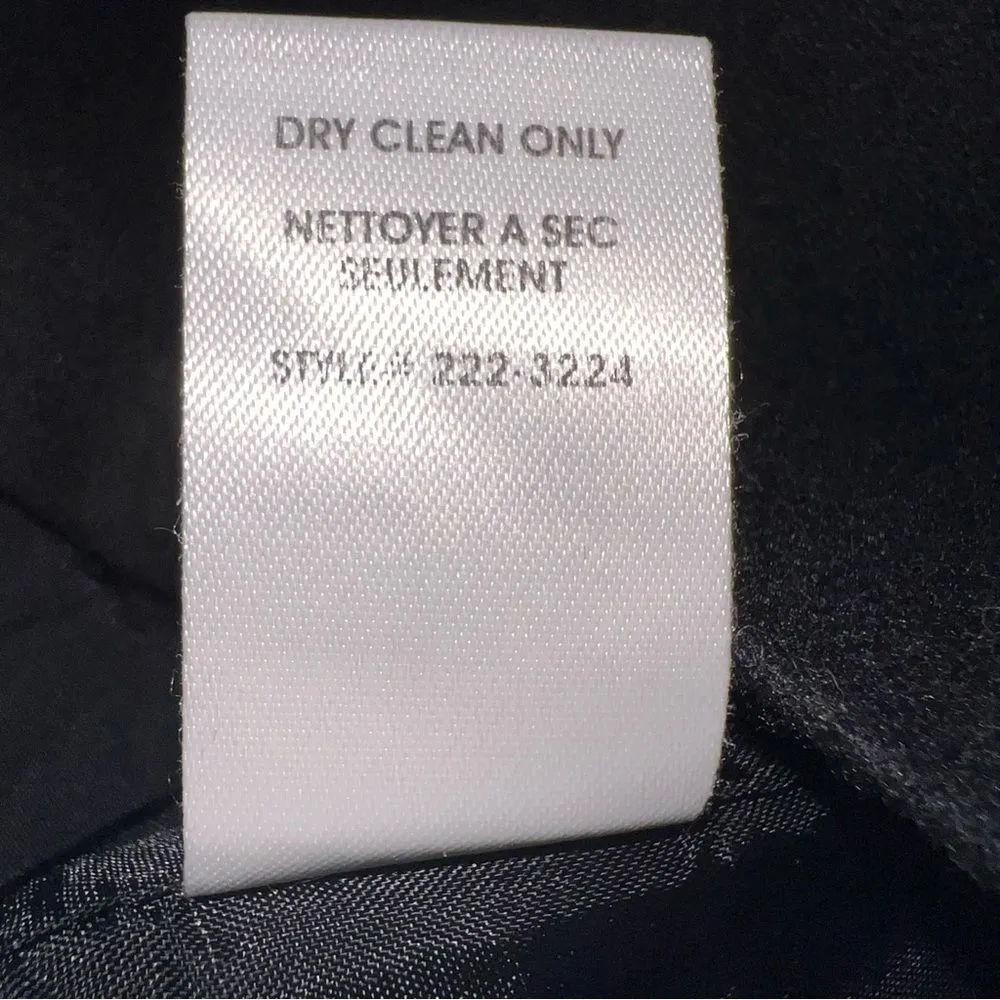 DRY CLEAN ONLY
NETTOYER A SEC
SEULEMENT
STYLE# 222-3224